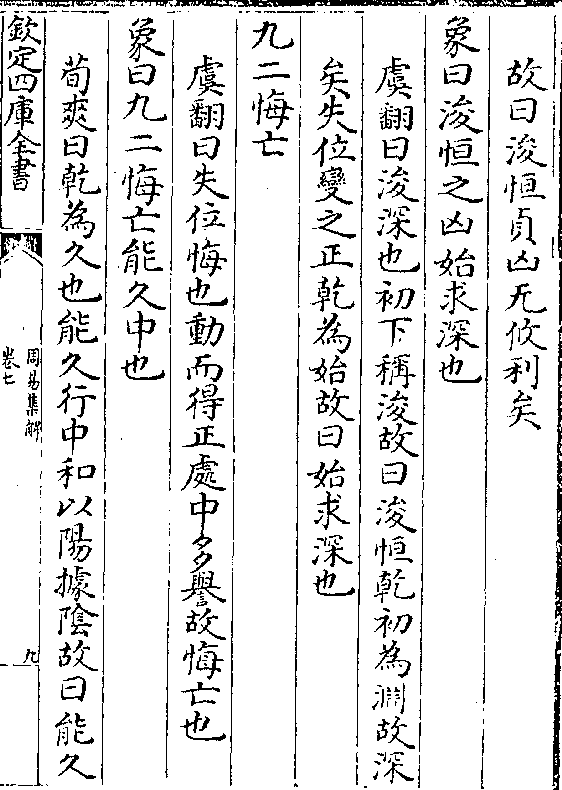 故曰浚恒貞凶无攸利矣
象曰浚恒之凶始求深也
虞翻曰浚深也初下稱浚故曰浚恒乾初為淵故深
矣失位變之正乾為始故曰始求深也
九二悔亡
虞翻曰失位悔也動而得正處中多譽故悔亡也
象曰九二悔亡能久中也
荀爽曰乾為久也能久行中和以陽據陰故曰能久
欽定四庫全書
周易集解
卷七
九